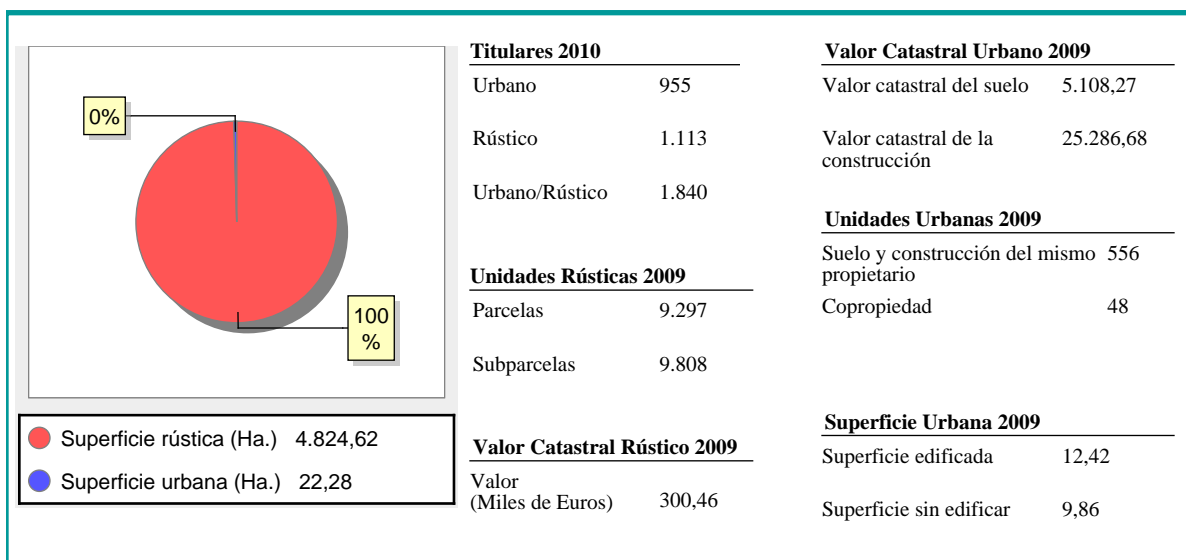 0%
100
%
Superficie rústica (Ha.) 4.824,62
Superficie urbana (Ha.) 22,28
Titulares 2010
Urbano 955
Rústico 1.113
Urbano/Rústico 1.840
Unidades Rústicas 2009
Parcelas 9.297
Subparcelas 9.808
Valor Catastral Rústico 2009
Valor
(Miles de Euros) 300,46
Valor Catastral Urbano 2009
Valor catastral del suelo 5.108,27
Valor catastral de la 25.286,68
construcción
Unidades Urbanas 2009
Suelo y construcción del mismo 556
propietario
Copropiedad 48
Superficie Urbana 2009
Superficie edificada 12,42
Superficie sin edificar 9,86